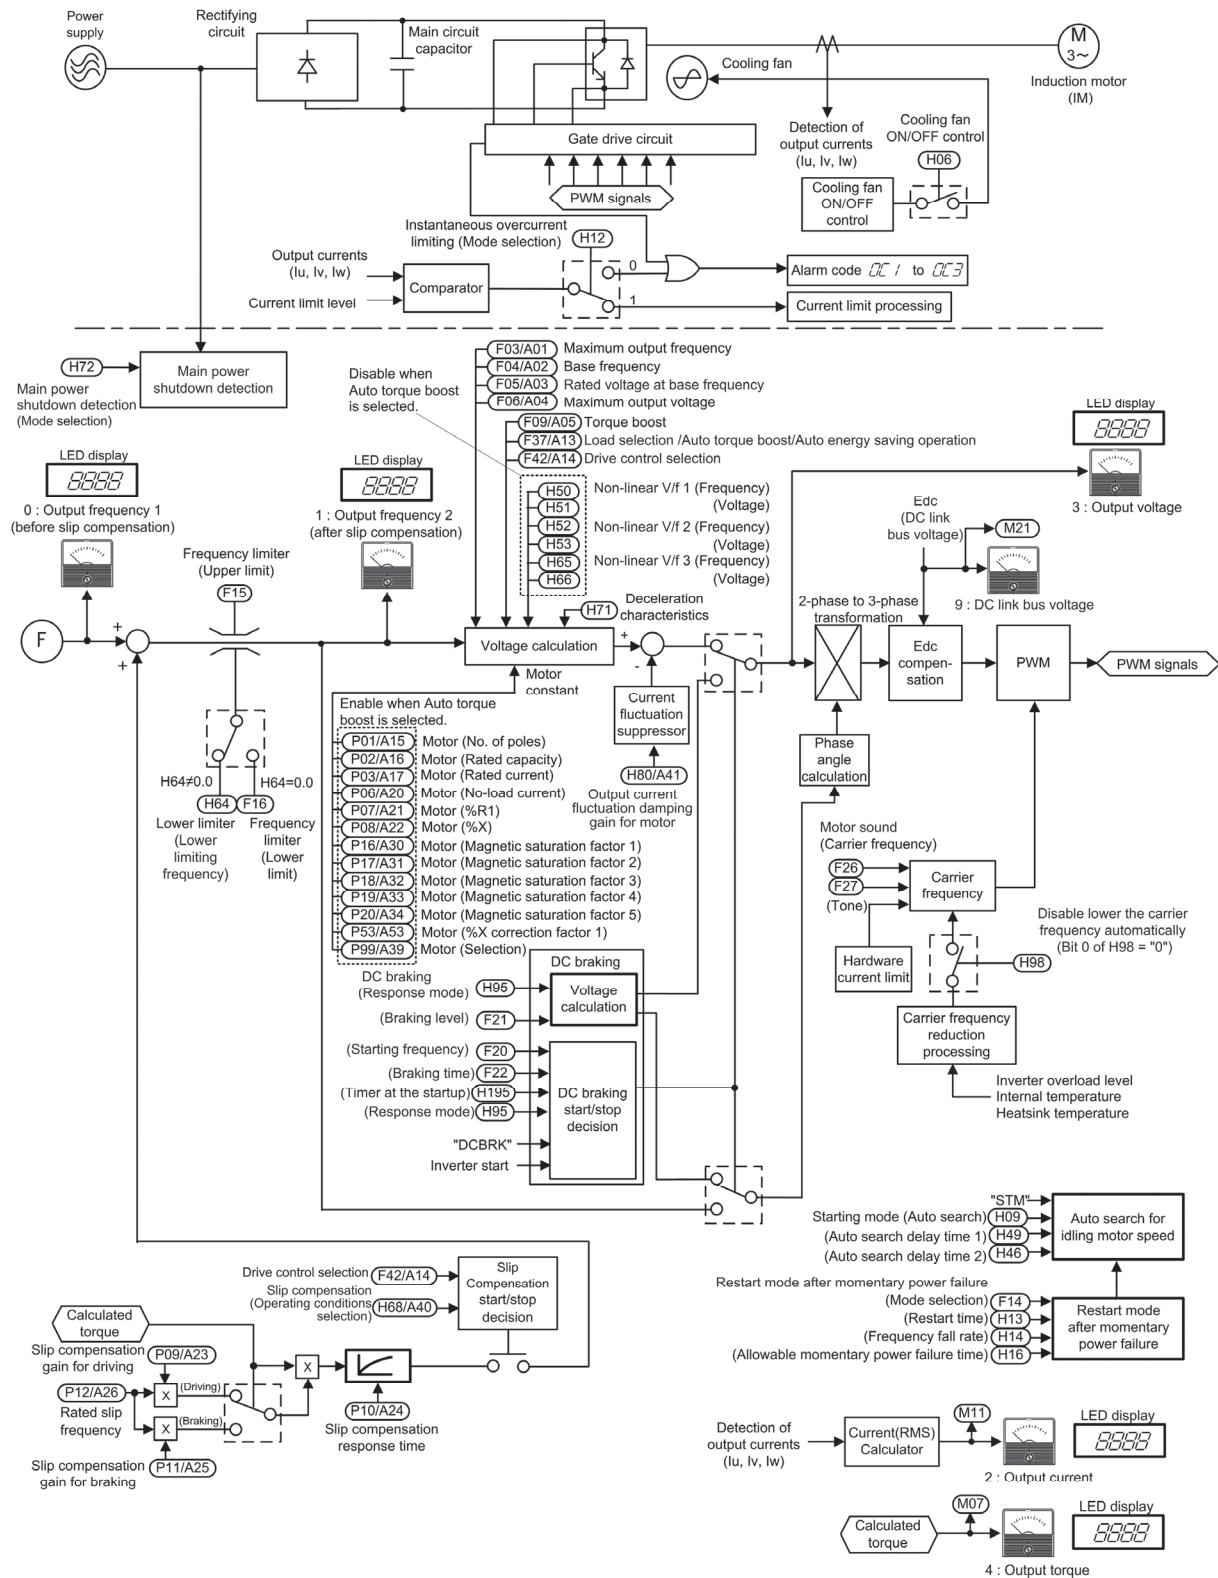 Power
supply
Rectifying
circuit
Main circuit
capacitor
Cooling fan
M
3~
Induction motor
(IM)
Gate drive circuit
PWM signals
Detection of
output currents
(Iu, Iv, Iw)
Cooling fan
ON/OFF control
H06
Cooling fan
ON/OFF
control
Instantaneous overcurrent
limiting (Mode selection)
H12
Output currents
(Iu, Iv, Iw)
Current limit level
Comparator
0
1
Alarm code OC1 to OC3
Current limit processing
H72
Main power
shutdown detection
(Mode selection)
Main power
shutdown detection
Disable when
Auto torque boost
is selected.
F03/A01 Maximum output frequency
F04/A02 Base frequency
F05/A03 Rated voltage at base frequency
F06/A04 Maximum output voltage
F09/A05 Torque boost
F37/A13 Load selection /Auto torque boost/Auto energy saving operation
F42/A14 Drive control selection
H50 Non-linear V/f 1 (Frequency)
H51 (Voltage)
H52 Non-linear V/f 2 (Frequency)
H53 (Voltage)
H65 Non-linear V/f 3 (Frequency)
H66 (Voltage)
H71 Deceleration
characteristics
LED display
8888
0 : Output frequency 1
(before slip compensation)
LED display
8888
1 : Output frequency 2
(after slip compensation)
LED display
8888
3 : Output voltage
Edc
(DC link
bus voltage)
M21
9 : DC link bus voltage
Frequency limiter
(Upper limit)
F15
F
+
+
Voltage calculation
+
-
2-phase to 3-phase
transformation
Edc
compen-
sation
PWM
PWM signals
Motor
constant
Current
fluctuation
suppressor
H80/A41
Output current
fluctuation damping
gain for motor
Phase
angle
calculation
H64≠0.0
H64=0.0
H64
F16
Lower limiter
(Lower
limiting
frequency)
Frequency
limiter
(Lower
limit)
Enable when Auto torque
boost is selected.
P01/A15 Motor (No. of poles)
P02/A16 Motor (Rated capacity)
P03/A17 Motor (Rated current)
P06/A20 Motor (No-load current)
P07/A21 Motor (%R1)
P08/A22 Motor (%X)
P16/A30 Motor (Magnetic saturation factor 1)
P17/A31 Motor (Magnetic saturation factor 2)
P18/A32 Motor (Magnetic saturation factor 3)
P19/A33 Motor (Magnetic saturation factor 4)
P20/A34 Motor (Magnetic saturation factor 5)
P53/A53 Motor (%X correction factor 1)
P99/A39 Motor (Selection)
Motor sound
(Carrier frequency)
F26
F27
(Tone)
Carrier
frequency
Hardware
current limit
Disable lower the carrier
frequency automatically
(Bit 0 of H98 = "0")
H98
Carrier frequency
reduction
processing
Inverter overload level
Internal temperature
Heatsink temperature
DC braking
DC braking
(Response mode) H95
(Braking level) F21
Voltage
calculation
(Starting frequency) F20
(Braking time) F22
(Timer at the startup) H195
(Response mode) H95
"DCBRK"
Inverter start
DC braking
start/stop
decision
"STM"
Starting mode (Auto search) H09
(Auto search delay time 1) H49
(Auto search delay time 2) H46
Auto search for
idling motor speed
Restart mode after momentary power failure
(Mode selection) F14
(Restart time) H13
(Frequency fall rate) H14
(Allowable momentary power failure time) H16
Restart mode
after momentary
power failure
Drive control selection F42/A14
Slip compensation
(Operating conditions
selection) H68/A40
Slip
Compensation
start/stop
decision
Calculated
torque
Slip compensation
gain for driving
P09/A23
P12/A26
Rated slip
frequency
X
(Driving)
X
(Braking)
X
Slip compensation
gain for braking
P11/A25
P10/A24
Slip compensation
response time
Detection of
output currents
(Iu, Iv, Iw)
Current(RMS)
Calculator
M11
LED display
8888
2 : Output current
Calculated
torque
M07
LED display
8888
4 : Output torque